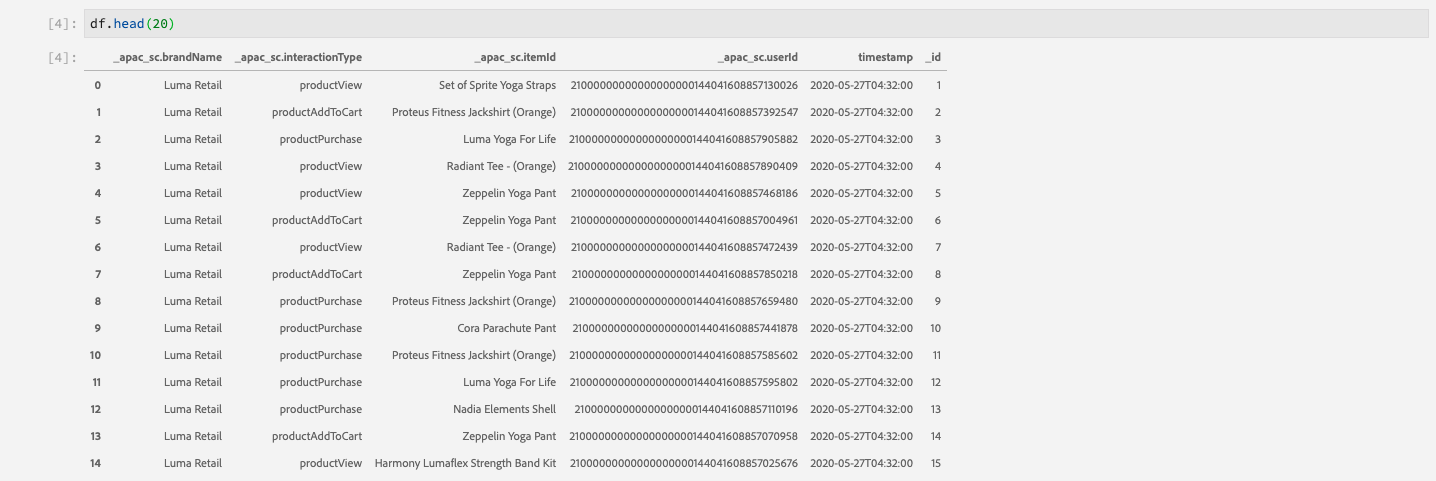 [4]: df.head(20)
[4]: _apac_sc.brandName _apac_sc.interactionType _apac_sc.itemId _apac_sc.userId timestamp _id
0 Luma Retail productView Set of Sprite Yoga Straps 21000000000000000000144041608857130026 2020-05-27T04:32:00 1
1 Luma Retail productAddToCart Proteus Fitness Jackshirt (Orange) 21000000000000000000144041608857392547 2020-05-27T04:32:00 2
2 Luma Retail productPurchase Luma Yoga For Life 21000000000000000000144041608857905882 2020-05-27T04:32:00 3
3 Luma Retail productView Radiant Tee - (Orange) 21000000000000000000144041608857890409 2020-05-27T04:32:00 4
4 Luma Retail productView Zeppelin Yoga Pant 21000000000000000000144041608857468186 2020-05-27T04:32:00 5
5 Luma Retail productAddToCart Zeppelin Yoga Pant 21000000000000000000144041608857004961 2020-05-27T04:32:00 6
6 Luma Retail productView Radiant Tee - (Orange) 21000000000000000000144041608857472439 2020-05-27T04:32:00 7
7 Luma Retail productAddToCart Zeppelin Yoga Pant 21000000000000000000144041608857850218 2020-05-27T04:32:00 8
8 Luma Retail productPurchase Proteus Fitness Jackshirt (Orange) 21000000000000000000144041608857659480 2020-05-27T04:32:00 9
9 Luma Retail productPurchase Cora Parachute Pant 21000000000000000000144041608857441878 2020-05-27T04:32:00 10
10 Luma Retail productPurchase Proteus Fitness Jackshirt (Orange) 21000000000000000000144041608857585602 2020-05-27T04:32:00 11
11 Luma Retail productPurchase Luma Yoga For Life 21000000000000000000144041608857595802 2020-05-27T04:32:00 12
12 Luma Retail productPurchase Nadia Elements Shell 21000000000000000000144041608857110196 2020-05-27T04:32:00 13
13 Luma Retail productAddToCart Zeppelin Yoga Pant 21000000000000000000144041608857070958 2020-05-27T04:32:00 14
14 Luma Retail productView Harmony Lumaflex Strength Band Kit 21000000000000000000144041608857025676 2020-05-27T04:32:00 15